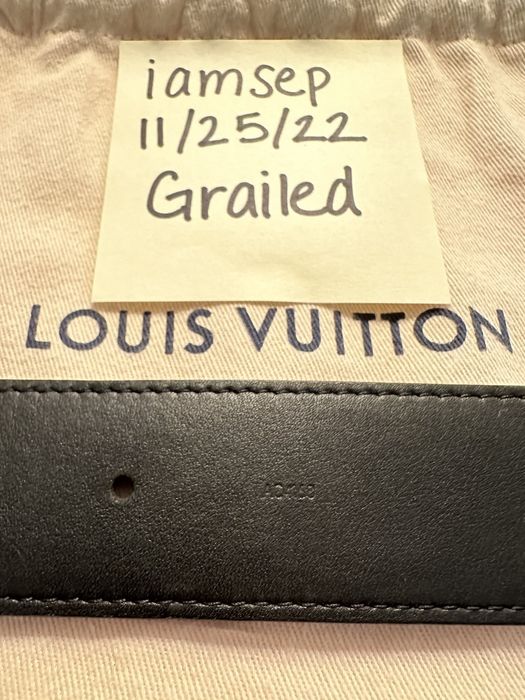 iamsep
11/25/22
Grailed
LOUIS VUITTON